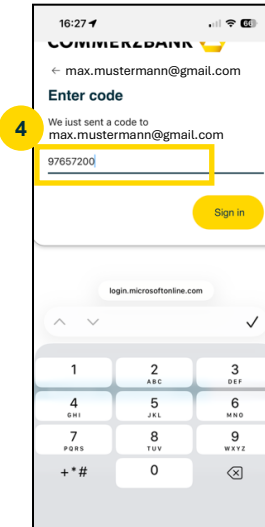 16:27
COMMERZBANK
← max.mustermann@gmail.com
Enter code
We just sent a code to
max.mustermann@gmail.com
4
97657200
Sign in
login.microsoftonline.com
1 2 3
ABC DEF
4 5 6
GHI JKL MNO
7 8 9
PQRS TUV WXYZ
+*# 0